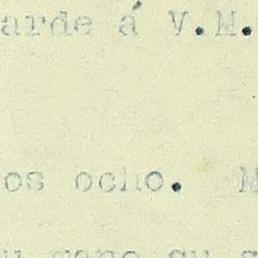 arde á V.M.
os ocho. M